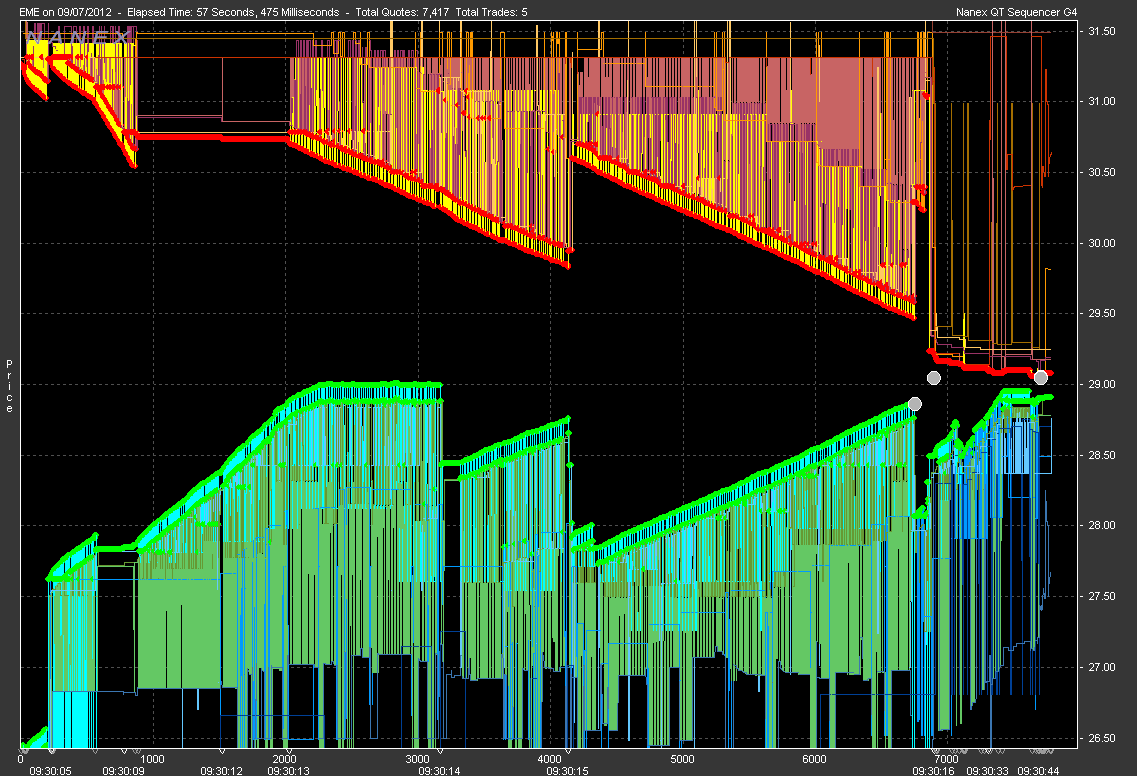 EME on 09/07/2012 - Elapsed Time: 57 Seconds, 475 Milliseconds - Total Quotes: 7,417 Total Trades: 5
Nanex QT Sequencer G4
NANEX
31.50
31.00
30.50
30.00
29.50
29.00
28.50
28.00
27.50
27.00
26.50
Price
0 1000 2000 3000 4000 5000 6000 7000
09:30:05 09:30:09 09:30:12 09:30:13 09:30:14 09:30:15 09:30:16 09:30:33 09:30:44